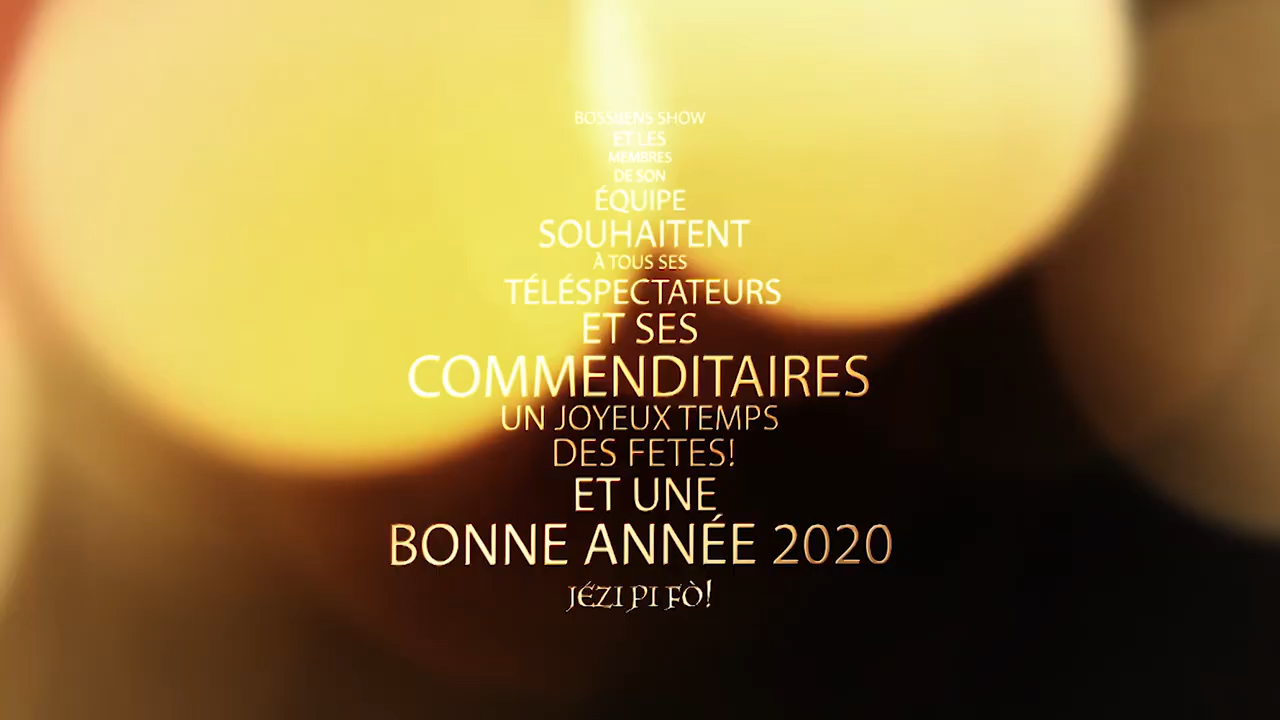 BOSSBENS SHOW
ET LES
MEMBRES
DE SON
ÉQUIPE
SOUHAITENT
À TOUS SES
TÉLÉSPECTATEURS
ET SES
COMMENDITAIRES
UN JOYEUX TEMPS
DES FETES!
ET UNE
BONNE ANNÉE 2020
JÉZI PI FÒ!